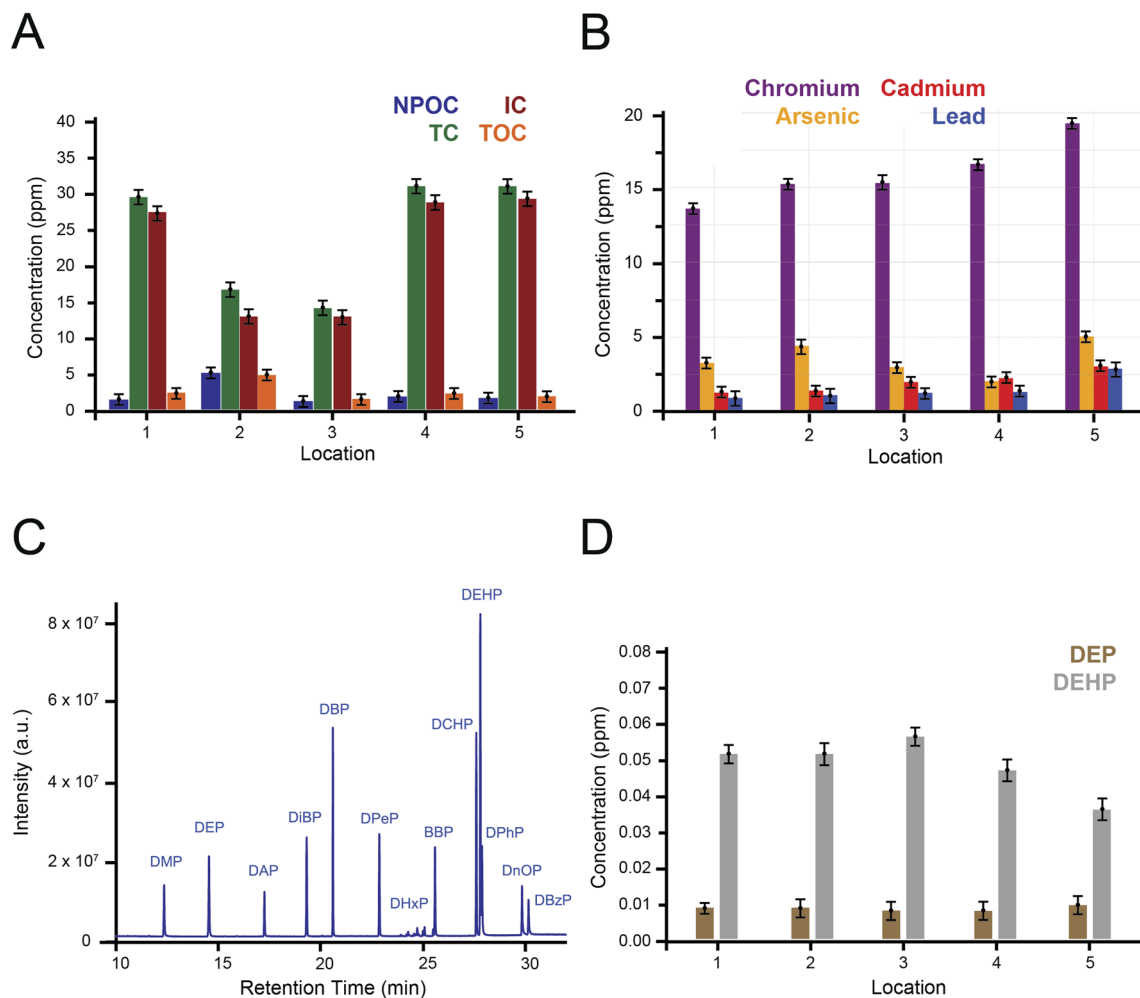 A
NPOC IC
TC TOC
Concentration (ppm)
40
35
30
25
20
15
10
5
0
1 2 3 4 5
Location
B
Chromium Cadmium
Arsenic Lead
Concentration (ppm)
20
15
10
5
0
1 2 3 4 5
Location
C
DEHP
DBP
DCHP
DiBP
DPeP
BBP
DPhP
DEP
DMP
DAP
DHxP
DnOP
DBzP
Intensity (a.u.)
8 x 10⁷
6 x 10⁷
4 x 10⁷
2 x 10⁷
0
10 15 20 25 30
Retention Time (min)
D
DEP
DEHP
Concentration (ppm)
0.08
0.07
0.06
0.05
0.04
0.03
0.02
0.01
0.00
1 2 3 4 5
Location